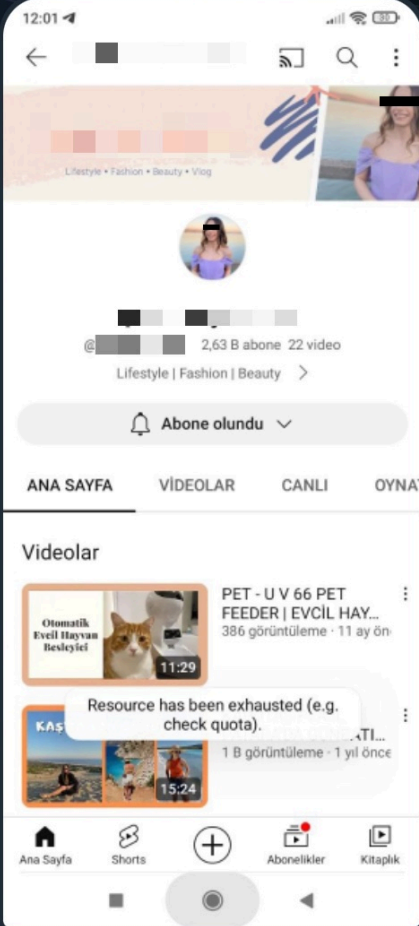 12:01
30
Lifestyle • Fashion • Beauty • Vlog
@
2,63 B abone 22 video
Lifestyle | Fashion | Beauty
Abone olundu
ANA SAYFA VİDEOLAR CANLI OYNA
Videolar
Otomatik
Evcil Hayvan
Besleyici
11:29
PET - U V 66 PET
FEEDER | EVCİL HAY...
386 görüntüleme · 11 ay ön
Resource has been exhausted (e.g.
check quota).
KAŞ
15:24
ATI...
1 B görüntüleme · 1 yıl önce
Ana Sayfa Shorts Abonelikler Kitaplık